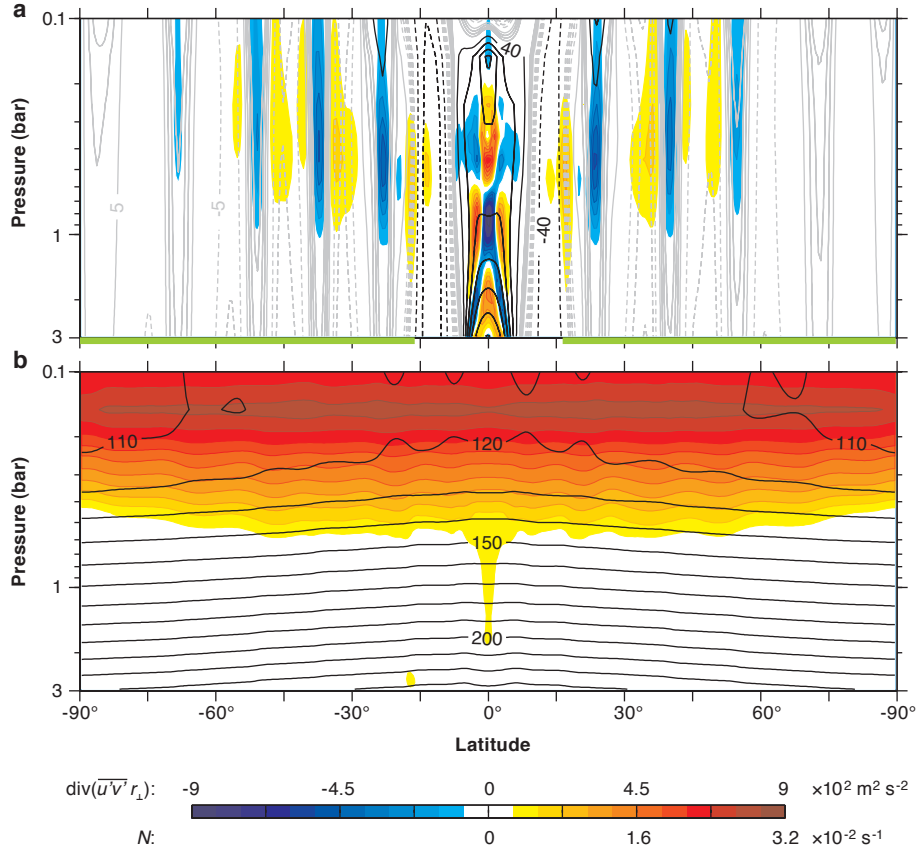 a
0.1
1
3
Pressure (bar)
40
-40
5
-5
b
0.1
1
3
Pressure (bar)
110
120
110
150
200
-90° -60° -30° 0° 30° 60° -90°
Latitude
div(u'v' r⊥): -9 -4.5 0 4.5 9 ×10² m² s⁻²
N: 0 1.6 3.2 ×10⁻² s⁻¹